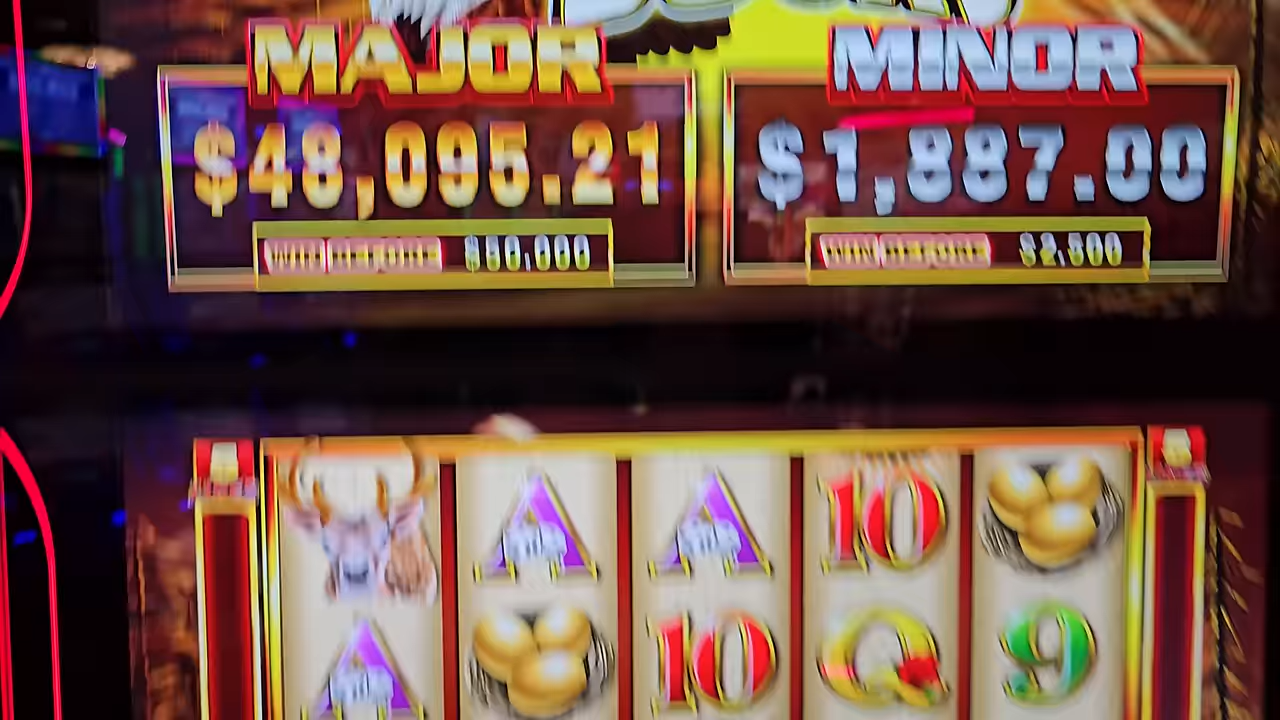 MAJOR
$48,095.21
$50,000
MINOR
$1,887.00
$2,500
A A 10
A 10 Q 9